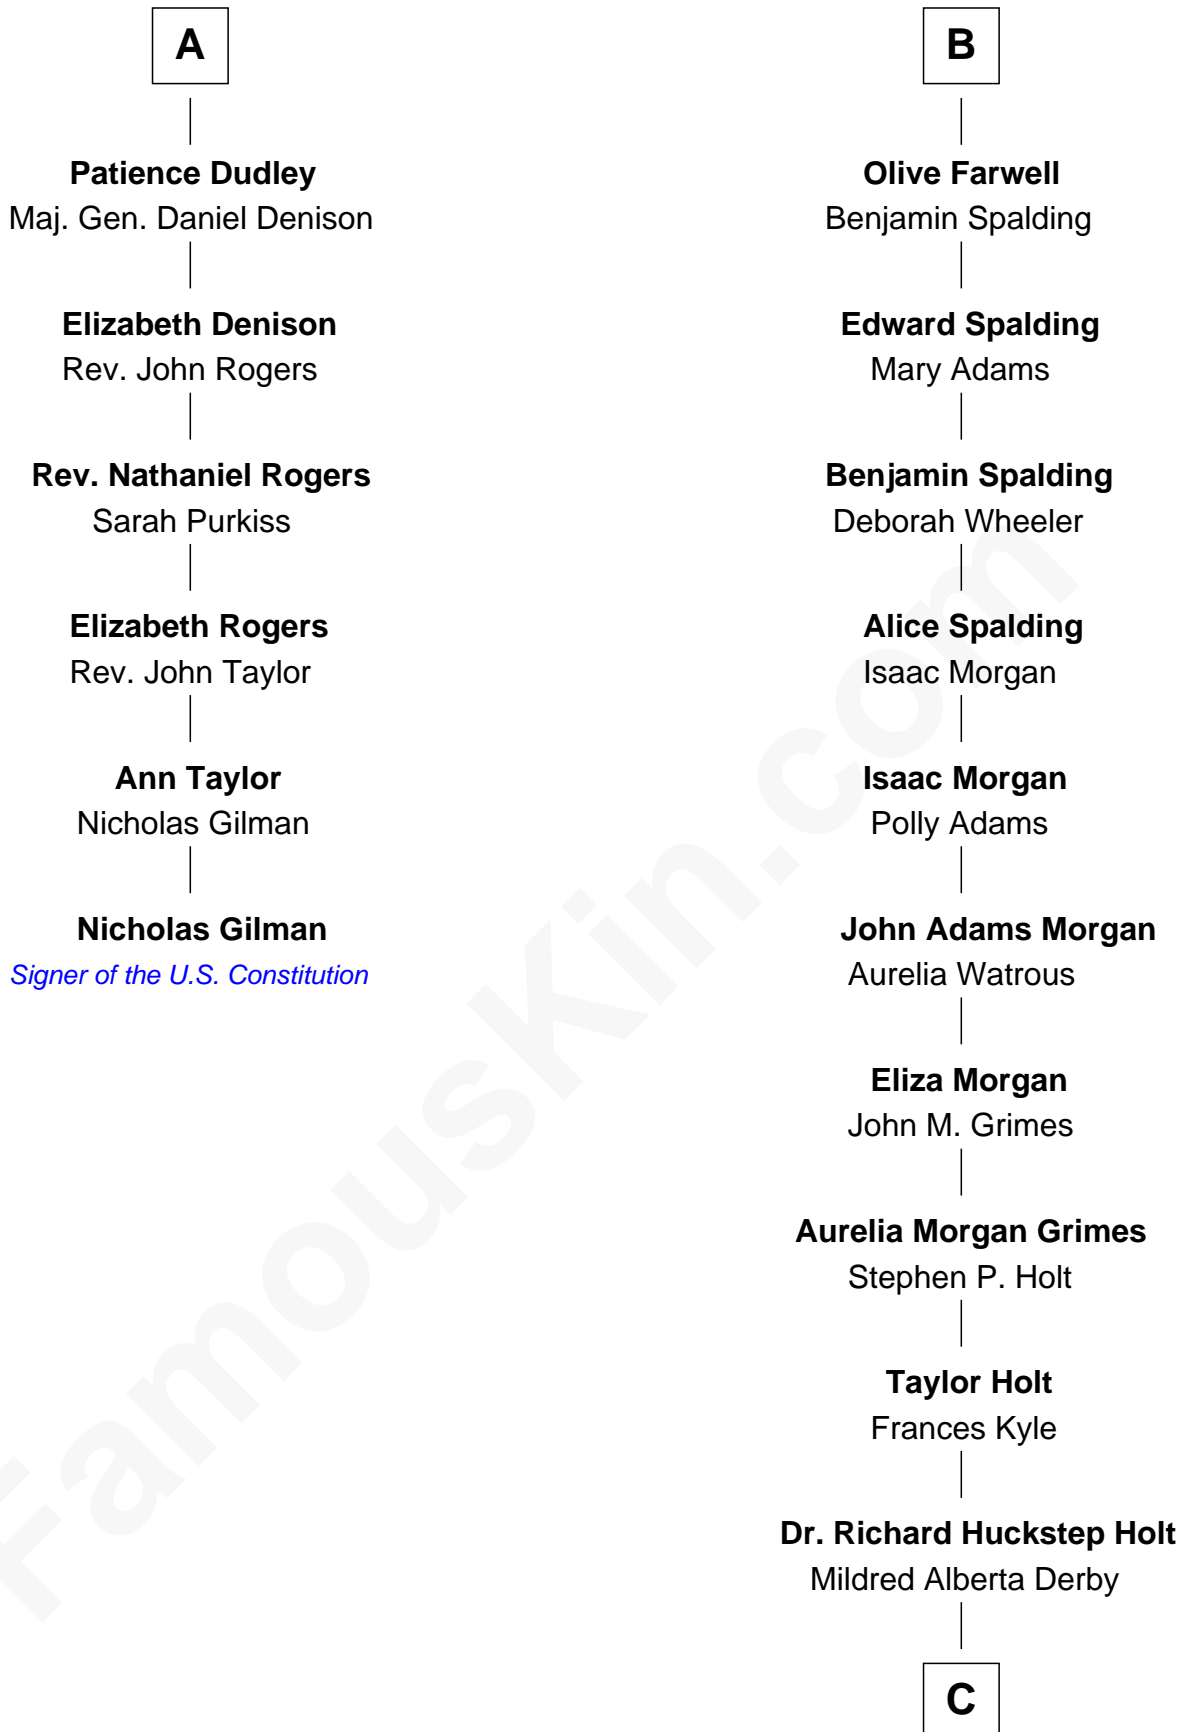 A
Patience Dudley
Maj. Gen. Daniel Denison
Elizabeth Denison
Rev. John Rogers
Rev. Nathaniel Rogers
Sarah Purkiss
Elizabeth Rogers
Rev. John Taylor
Ann Taylor
Nicholas Gilman
Nicholas Gilman
Signer of the U.S. Constitution
B
Olive Farwell
Benjamin Spalding
Edward Spalding
Mary Adams
Benjamin Spalding
Deborah Wheeler
Alice Spalding
Isaac Morgan
Isaac Morgan
Polly Adams
John Adams Morgan
Aurelia Watrous
Eliza Morgan
John M. Grimes
Aurelia Morgan Grimes
Stephen P. Holt
Taylor Holt
Frances Kyle
Dr. Richard Huckstep Holt
Mildred Alberta Derby
C
FamousKin.com